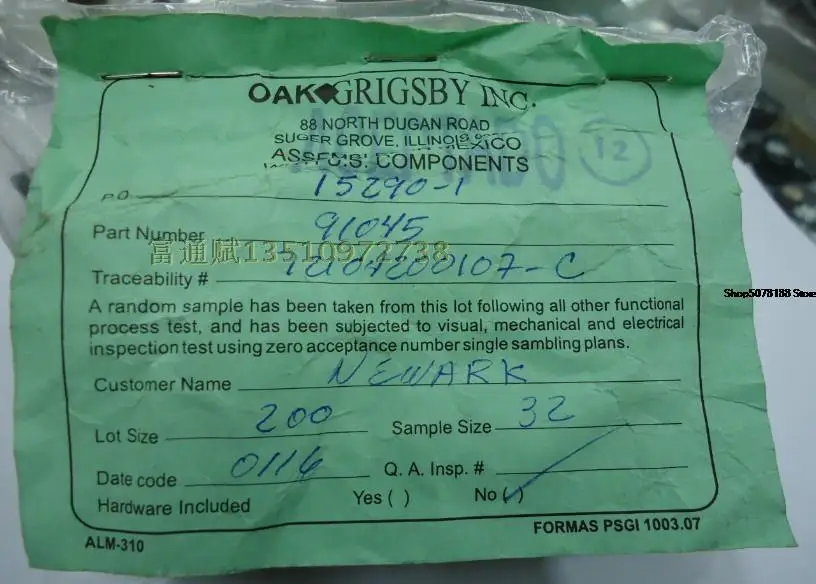 OAK◆GRIGSBY INC.
88 NORTH DUGAN ROAD
SUGER GROVE, ILLINOIS
MEXICO
ASSEMS! COMPONENTS
12
P.O. 15290-1
Part Number 91045
富通赋13510972738
Traceability # 04200107-C
Shop5078188 Store
A random sample has been taken from this lot following all other functional
process test, and has been subjected to visual, mechanical and electrical
inspection test using zero acceptance number single sambling plans.
Customer Name NEWARK
Lot Size 200 Sample Size 32
Date code 0116 Q. A. Insp. #
Hardware Included Yes ( ) No (✓)
ALM-310 FORMAS PSGI 1003.07